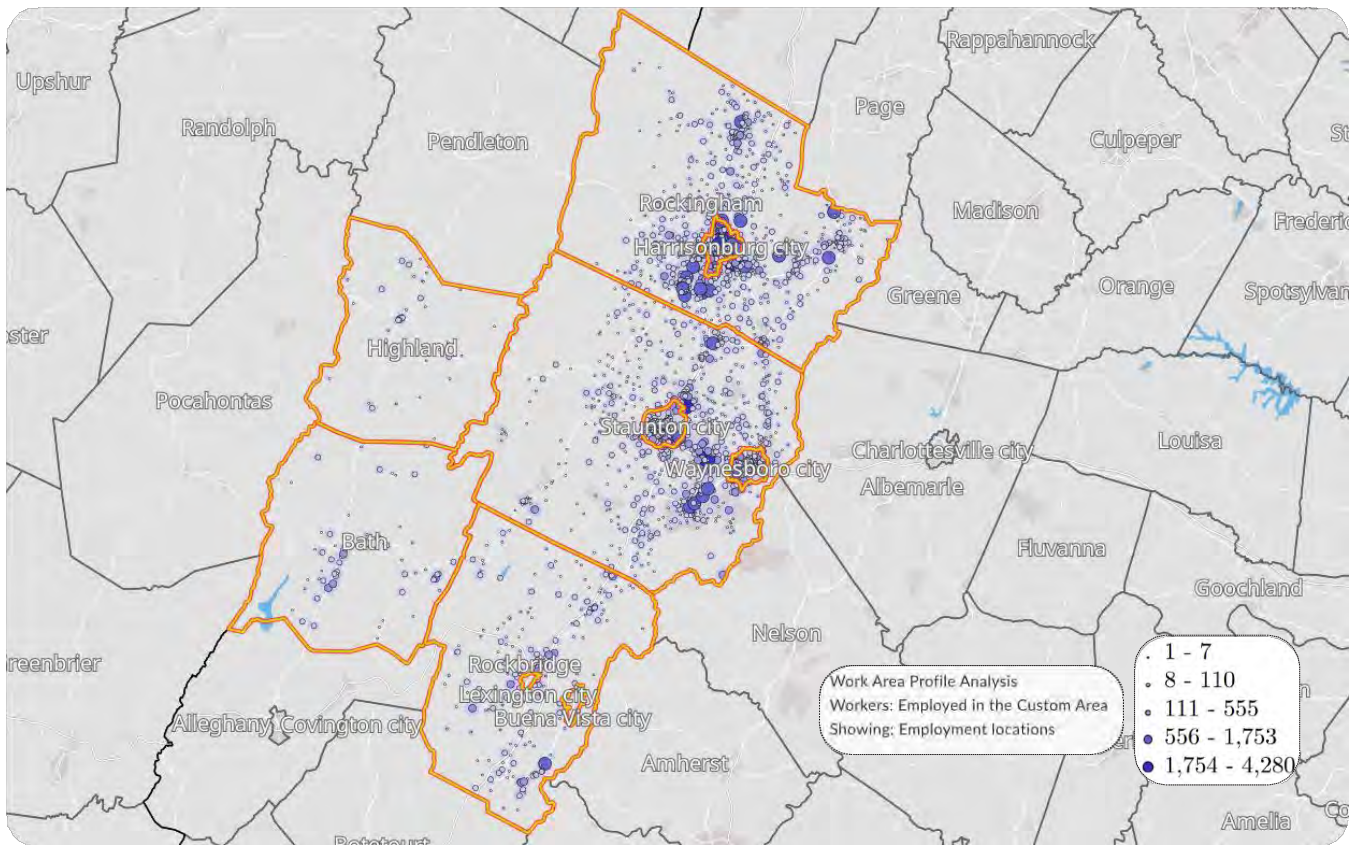 Rappahannock
Upshur
Page
Randolph
Pendleton
Culpeper
Rockingham
Madison
Harrisonburg city
Greene
Orange
Highland
Pocahontas
Staunton city
Charlottesville city
Louisa
Waynesboro city
Albemarle
Bath
Fluvanna
Goochland
Nelson
Rockbridge
Lexington city
Buena Vista city
Alleghany
Covington city
Amherst
Amelia
Work Area Profile Analysis
Workers: Employed in the Custom Area
Showing: Employment locations
1 - 7
8 - 110
111 - 555
556 - 1,753
1,754 - 4,280